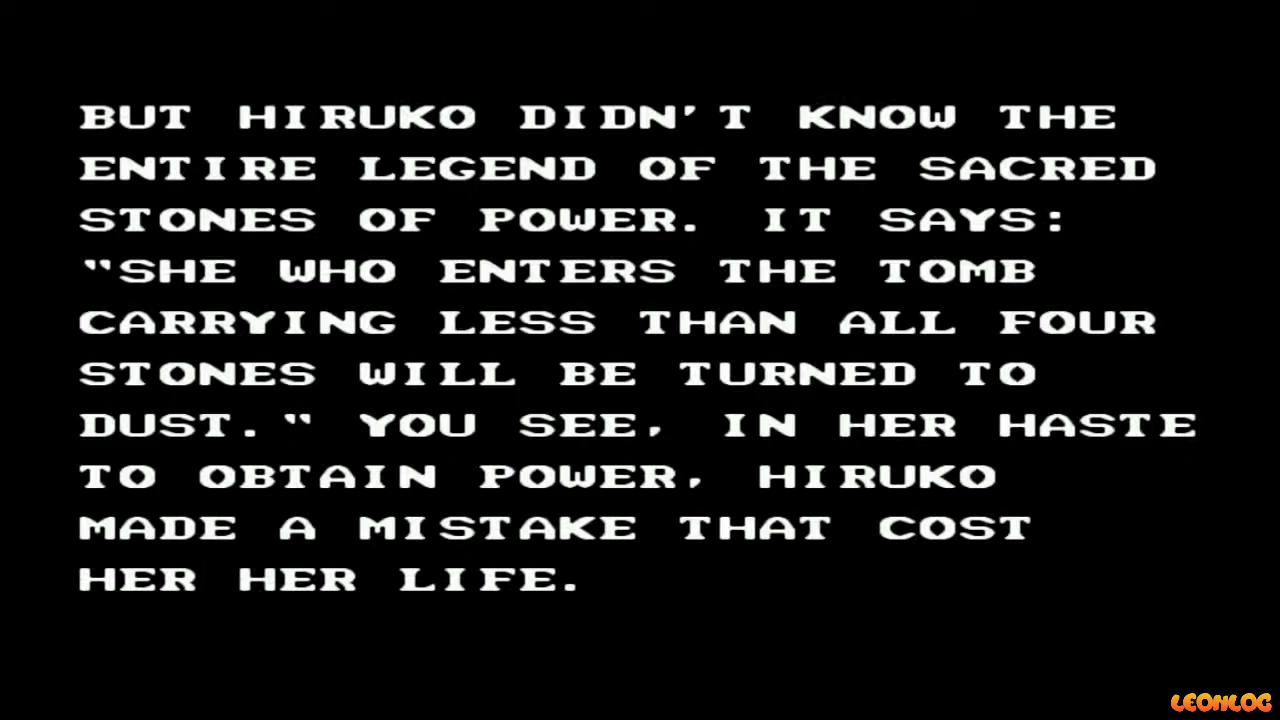 BUT HIRUKO DIDN'T KNOW THE
ENTIRE LEGEND OF THE SACRED
STONES OF POWER. IT SAYS:
"SHE WHO ENTERS THE TOMB
CARRYING LESS THAN ALL FOUR
STONES WILL BE TURNED TO
DUST." YOU SEE, IN HER HASTE
TO OBTAIN POWER, HIRUKO
MADE A MISTAKE THAT COST
HER HER LIFE.
LEONLOG